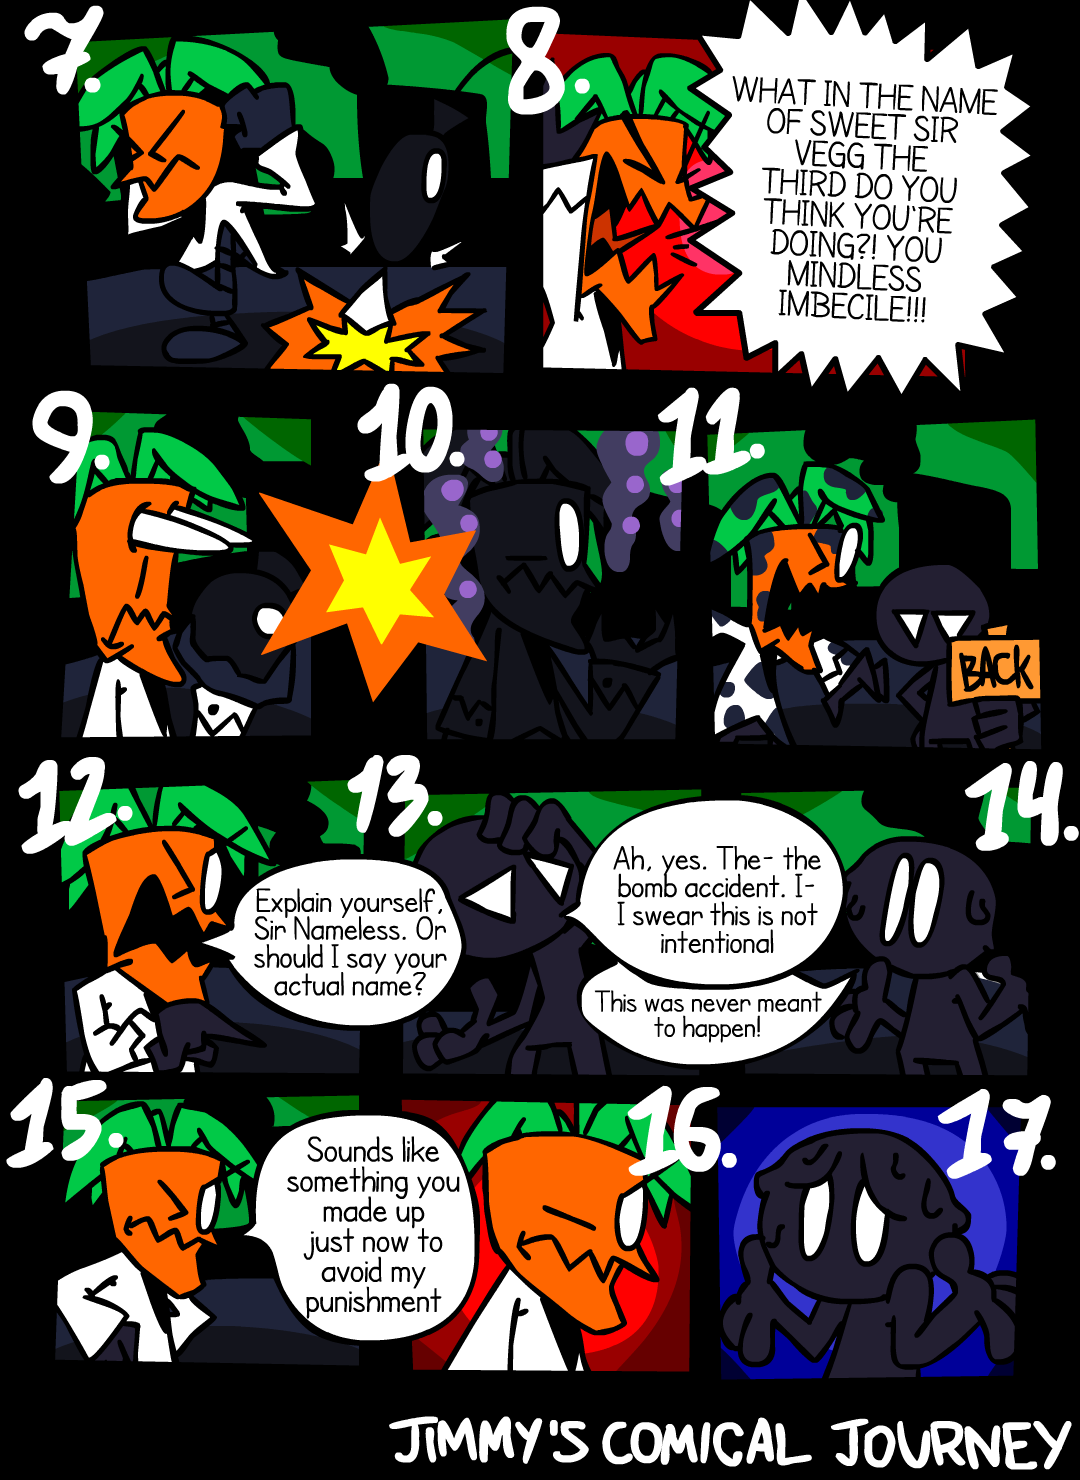 7.
8.
WHAT IN THE NAME
OF SWEET SIR
VEGG THE
THIRD DO YOU
THINK YOU'RE
DOING?! YOU
MINDLESS
IMBECILE!!!
9.
10.
11.
BACK
12.
Explain yourself,
Sir Nameless. Or
should I say your
actual name?
13.
Ah, yes. The- the
bomb accident. I-
I swear this is not
intentional
14.
This was never meant
to happen!
15.
Sounds like
something you
made up
just now to
avoid my
punishment
16.
17.
JIMMY'S COMICAL JOURNEY